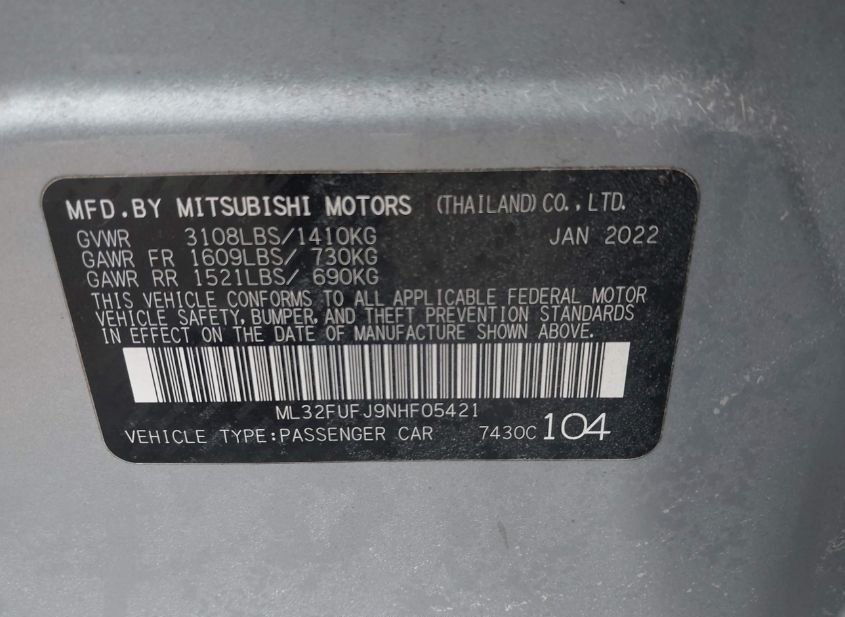 MFD.BY MITSUBISHI MOTORS (THAILAND) CO., LTD.
GVWR 3108LBS/1410KG JAN 2022
GAWR FR 1609LBS/ 730KG
GAWR RR 1521LBS/ 690KG
THIS VEHICLE CONFORMS TO ALL APPLICABLE FEDERAL MOTOR
VEHICLE SAFETY, BUMPER, AND THEFT PREVENTION STANDARDS
IN EFFECT ON THE DATE OF MANUFACTURE SHOWN ABOVE.
ML32FUFJ9NHF05421
VEHICLE TYPE:PASSENGER CAR 7430C 104